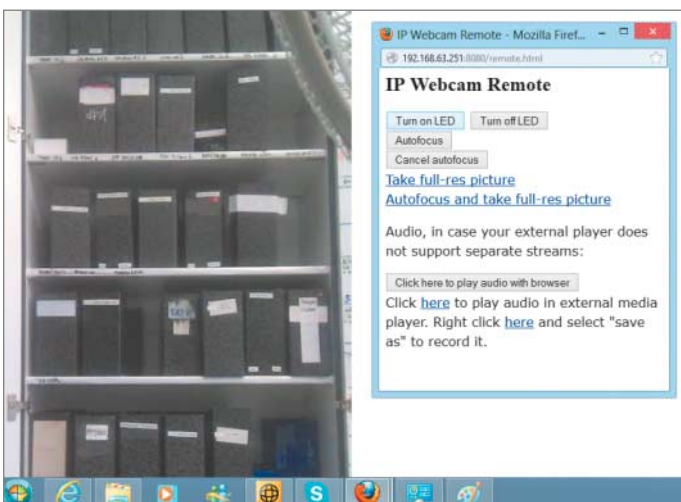 IP Webcam Remote - Mozilla Firef...
192.168.63.251:8080/remote.html
IP Webcam Remote
Turn on LED Turn off LED
Autofocus
Cancel autofocus
Take full-res picture
Autofocus and take full-res picture
Audio, in case your external player does
not support separate streams:
Click here to play audio with browser
Click here to play audio in external media
player. Right click here and select "save
as" to record it.